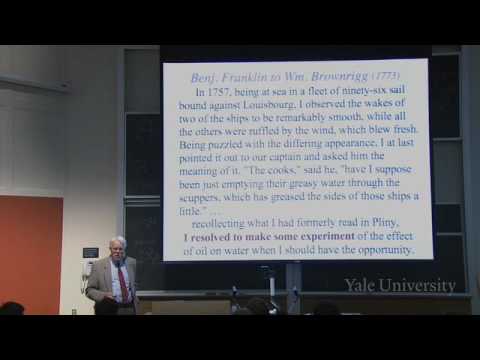 Benj. Franklin to Wm. Brownrigg (1773)
In 1757, being at sea in a fleet of ninety-six sail
bound against Louisbourg, I observed the wakes of
two of the ships to be remarkably smooth, while all
the others were ruffled by the wind, which blew fresh.
Being puzzled with the differing appearance, I at last
pointed it out to our captain and asked him the
meaning of it. "The cooks," said he, "have I suppose
been just emptying their greasy water through the
scuppers, which has greased the sides of those ships a
little." ...
recollecting what I had formerly read in Pliny,
I resolved to make some experiment of the effect
of oil on water when I should have the opportunity.
Yale University